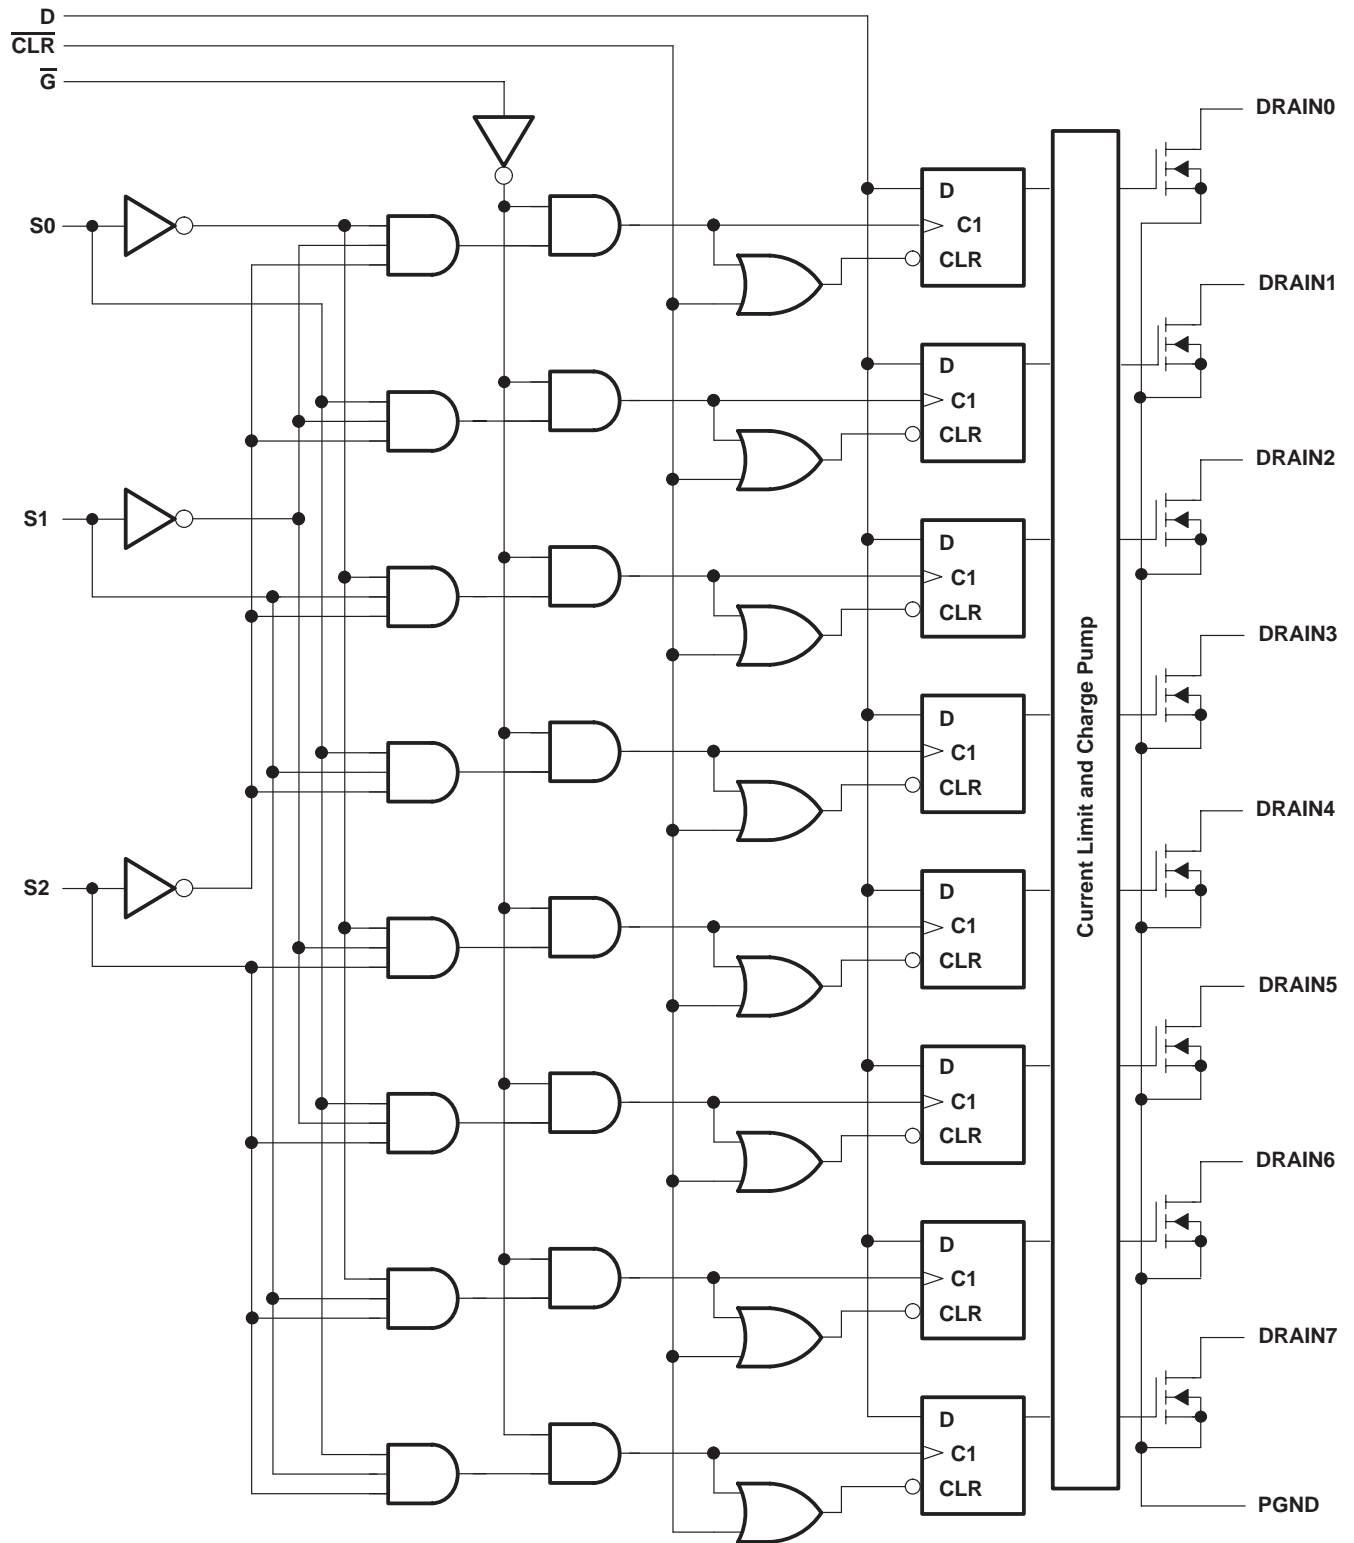 D
CLR
G
DRAIN0
D
C1
CLR
S0
DRAIN1
D
C1
CLR
DRAIN2
S1
D
C1
CLR
DRAIN3
D
C1
CLR
Current Limit and Charge Pump
DRAIN4
S2
D
C1
CLR
DRAIN5
D
C1
CLR
DRAIN6
D
C1
CLR
DRAIN7
D
C1
CLR
PGND